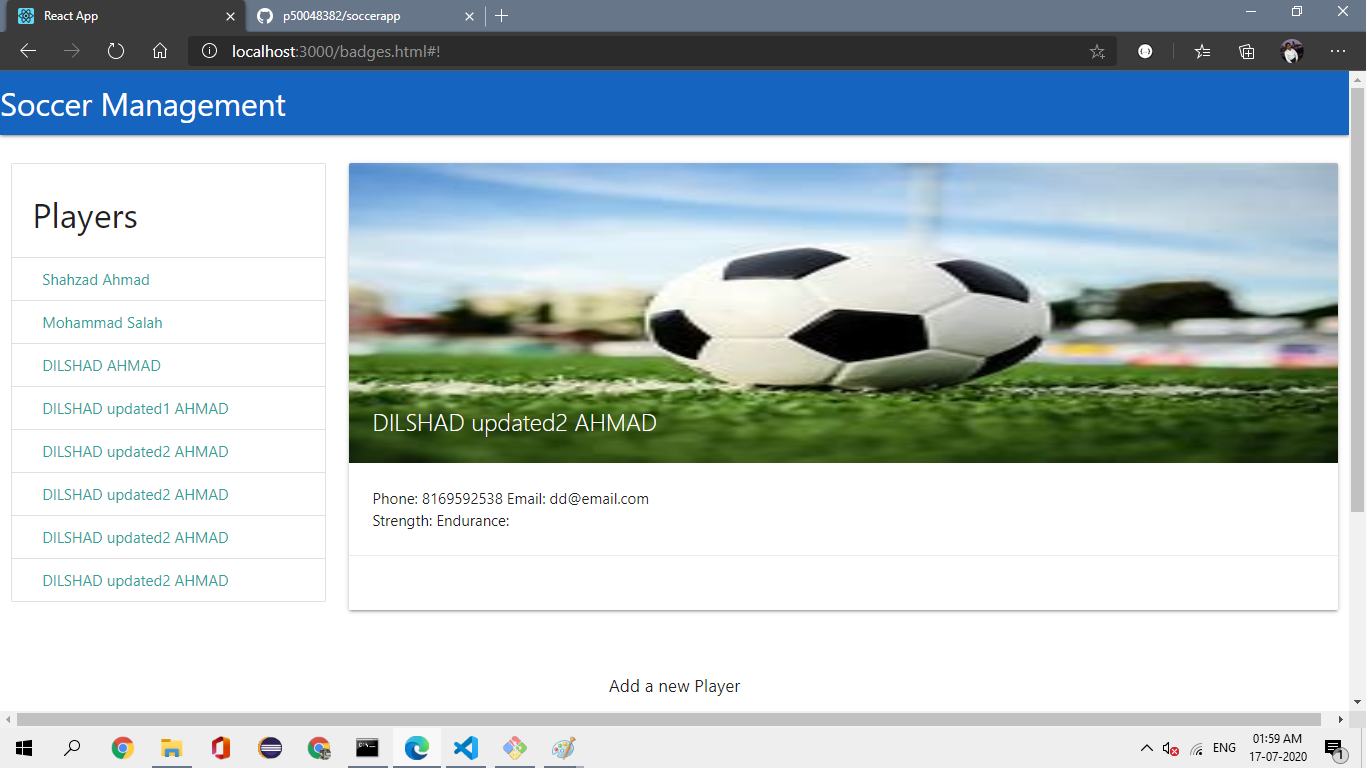 React App
p50048382/soccerapp
localhost:3000/badges.html#!
Soccer Management
Players
Shahzad Ahmad
Mohammad Salah
DILSHAD AHMAD
DILSHAD updated1 AHMAD
DILSHAD updated2 AHMAD
DILSHAD updated2 AHMAD
DILSHAD updated2 AHMAD
DILSHAD updated2 AHMAD
DILSHAD updated2 AHMAD
Phone: 8169592538 Email: dd@email.com
Strength: Endurance:
Add a new Player
ENG
01:59 AM
17-07-2020
1